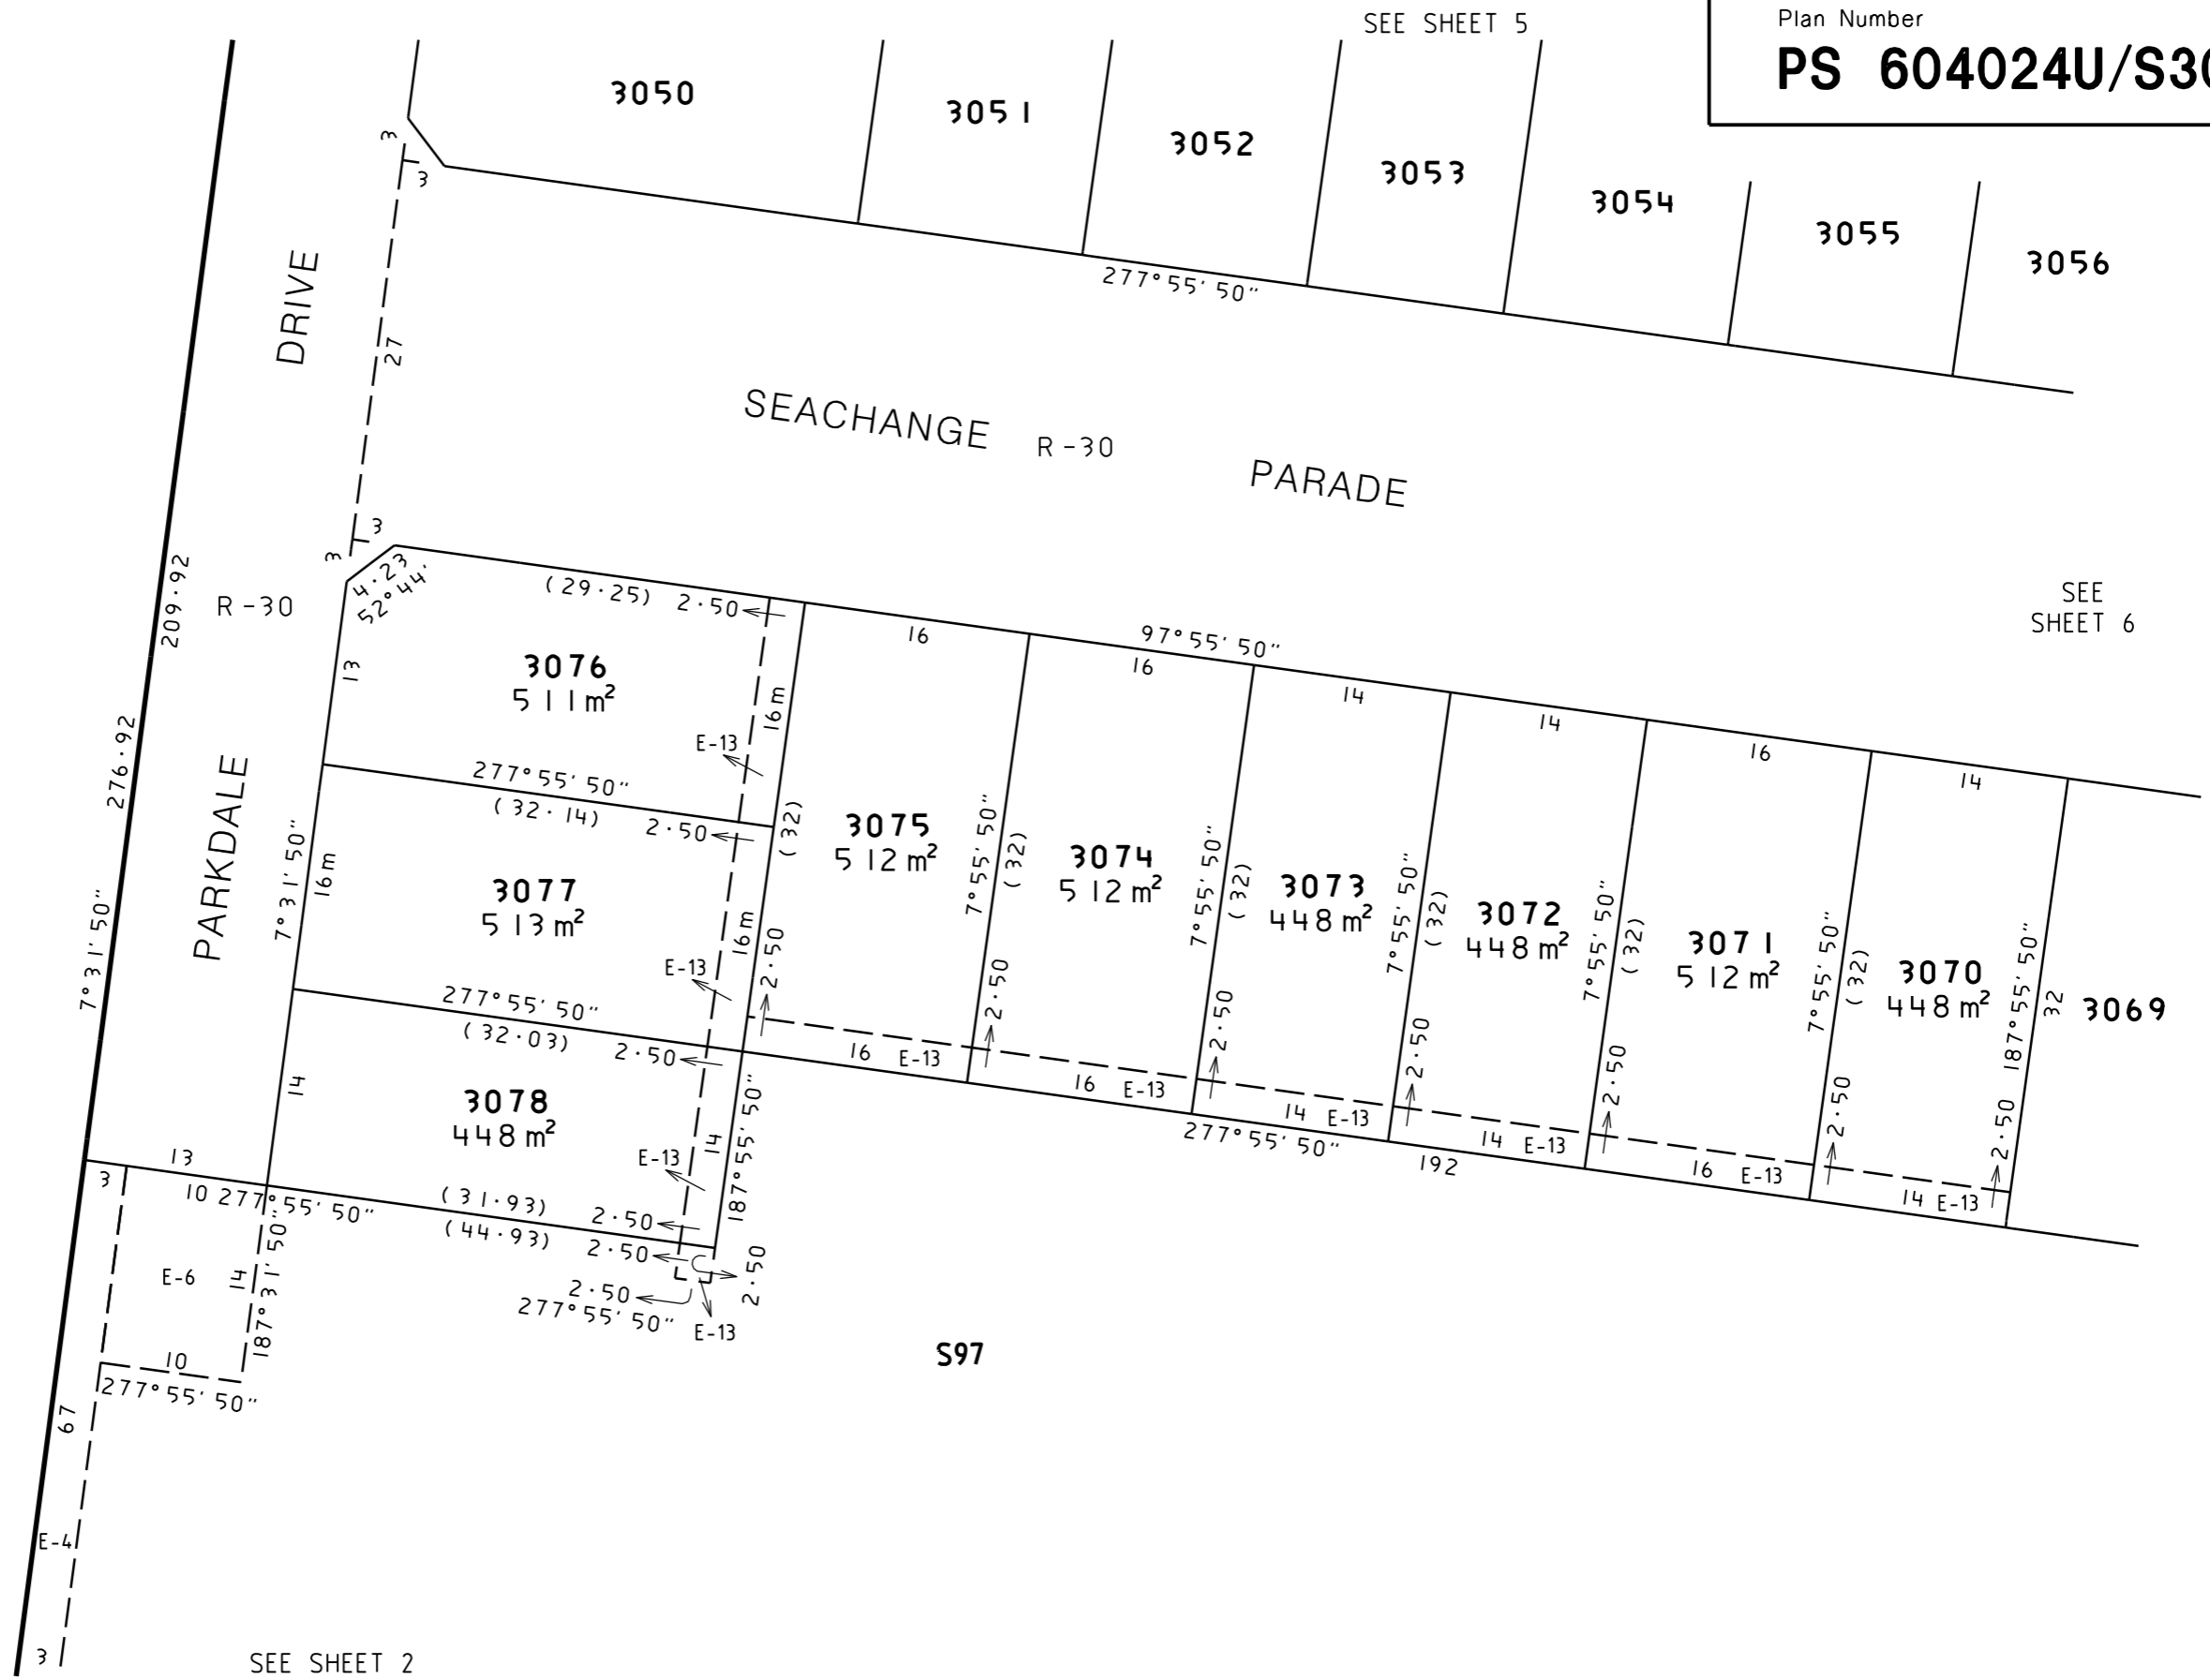 SEE SHEET 5
Plan Number
PS 604024U/S30
3050
3051
3052
3053
3054
3055
3056
3
3
27
DRIVE
277°55'50"
SEACHANGE R-30 PARADE
3
3
4·23
52°44'
(29·25) 2·50
209·92
R-30
SEE
SHEET 6
16
97°55'50"
16
14
14
16
14
13
3076
511m²
16m
E-13
276·92
277°55'50"
(32·14) 2·50
(32)
PARKDALE
7°31'50"
16m
3077
513m²
16m
E-13
2·50
3075
512m²
7°55'50"
(32)
2·50
3074
512m²
7°55'50"
(32)
2·50
3073
448m²
7°55'50"
(32)
2·50
3072
448m²
7°55'50"
(32)
2·50
3071
512m²
7°55'50"
(32)
2·50
3070
448m²
187°55'50"
32
2·50
3069
7°31'50"
277°55'50"
(32·03) 2·50
16 E-13
16 E-13
14 E-13
14 E-13
16 E-13
14 E-13
277°55'50"
192
14
3078
448m²
E-13
14
187°55'50"
13
3
10 277°55'50"
(31·93) 2·50
(44·93) 2·50
2·50
2·50
277°55'50"
E-13
E-6
14
187°31'50"
10
277°55'50"
S97
67
E-4
3
SEE SHEET 2